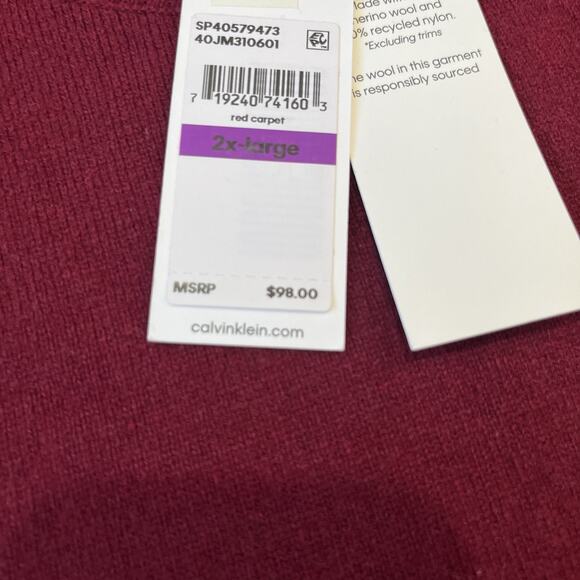 SP40579473
40JM310601
7 19240 74160 3
red carpet
2x-large
MSRP $98.00
calvinklein.com
wool and
recycled nylon.
*Excluding trims
wool in this garment
is responsibly sourced